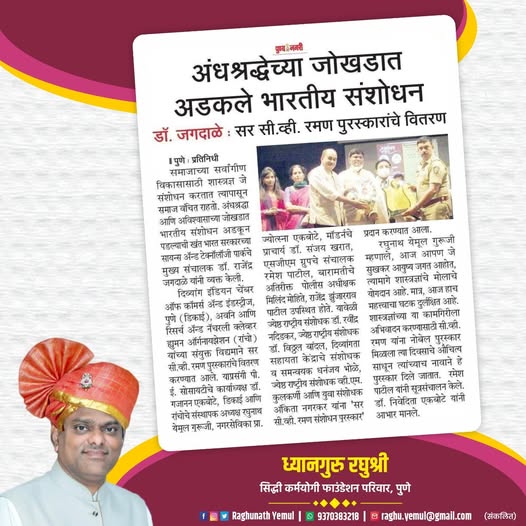 पुण्य नगरी
अंधश्रद्धेच्या जोखडात
अडकले भारतीय संशोधन
डॉ. जगदाळे : सर सी.व्ही. रमण पुरस्कारांचे वितरण
। पुणे : प्रतिनिधी
समाजाच्या सर्वांगीण
विकासासाठी शास्त्रज्ञ जे
संशोधन करतात त्यापासून
समाज वंचित राहतो. अंधश्रद्धा
आणि अविश्वासाच्या जोखडात
भारतीय संशोधन अडकून
पडल्याची खंत भारत सरकारच्या
सायन्स अँड टेक्नॉलॉजी पार्कचे
मुख्य संचालक डॉ. राजेंद्र
जगदाळे यांनी व्यक्त केली.
दिव्यांग इंडियन चेंबर
ऑफ कॉमर्स अँड इंडस्ट्रीज,
पुणे (डिकाई), अवनि आणि
रिसर्च अँड नॅचरली क्लेवार
ह्युमन ऑर्गनायझेशन (रांचो)
यांच्या संयुक्त विद्यमाने सर
सी.व्ही. रमण पुरस्कारांचे वितरण
करण्यात आले. याप्रसंगी पी.
ई. सोसायटीचे कार्याध्यक्ष डॉ.
गजानन एकबोटे, डिकाई आणि
रांचोचे संस्थापक अध्यक्ष रघुनाथ
येमूल गुरूजी, नगरसेविका प्रा.
ज्योत्स्ना एकबोटे, मॉडर्नचे
प्राचार्य डॉ. संजय खरात,
एसजीएम ग्रुपचे संचालक
रमेश पाटील, बारामतीचे
अतिरीक्त पोलीस अधीक्षक
मिलिंद मोहिते, राजेंद्र झुंजारराव
पाटील उपस्थित होते. यावेळी
ज्येष्ठ राष्ट्रीय संशोधक डॉ. रवींद्र
नदिडकर, ज्येष्ठ राष्ट्रीय संशोधक
डॉ. विठ्ठल बांदल, दिव्यांगता
सहायता केंद्राचे संशोधक
व समन्वयक धनंजय भोळे,
ज्येष्ठ राष्ट्रीय संशोधक व्ही.एम.
कुलकर्णी आणि युवा संशोधक
अंकिता नगरकर यांना 'सर
सी.व्ही. रमण संशोधन पुरस्कार'
प्रदान करण्यात आला.
रघुनाथ येमूल गुरूजी
म्हणाले, आज आपण जे
सुखकर आयुष्य जगत आहोत,
त्यामागे शास्त्रज्ञांचे मोलाचे
योगदान आहे. मात्र, आज हाच
महत्त्वाचा घटक दुर्लक्षित आहे.
शास्त्रज्ञांच्या या कामगिरीला
अभिवादन करण्यासाठी सी.व्ही.
रमण यांना नोबेल पुरस्कार
मिळाला त्या दिवसाचे औचित्य
साधून त्यांच्याच नावाने हे
पुरस्कार दिले जातात. रमेश
पाटील यांनी सूत्रसंचालन केले.
डॉ. निवेदिता एकबोटे यांनी
आभार मानले.
ध्यानगुरु रघुश्री
सिद्धी कर्मयोगी फाउंडेशन परिवार, पुणे
Raghunath Yemul | 9370383218 | raghu.yemul@gmail.com (संकलित)